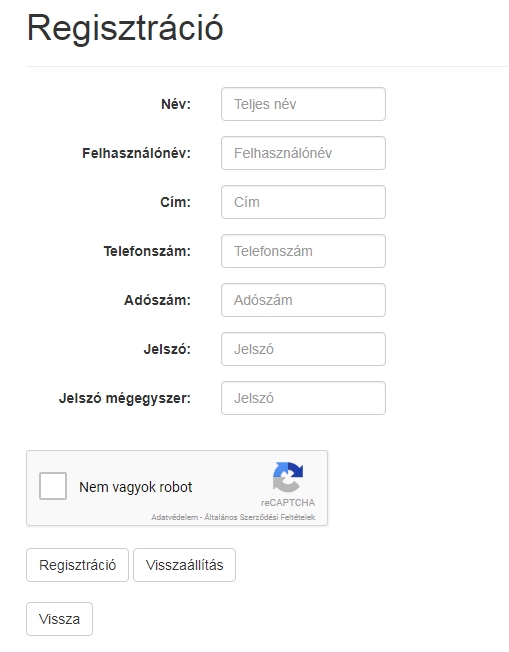 Regisztráció
Név: Teljes név
Felhasználónév: Felhasználónév
Cím: Cím
Telefonszám: Telefonszám
Adószám: Adószám
Jelszó: Jelszó
Jelszó mégegyszer: Jelszó
Nem vagyok robot
reCAPTCHA
Adatvédelem - Általános Szerződési Feltételek
Regisztráció Visszaállítás
Vissza